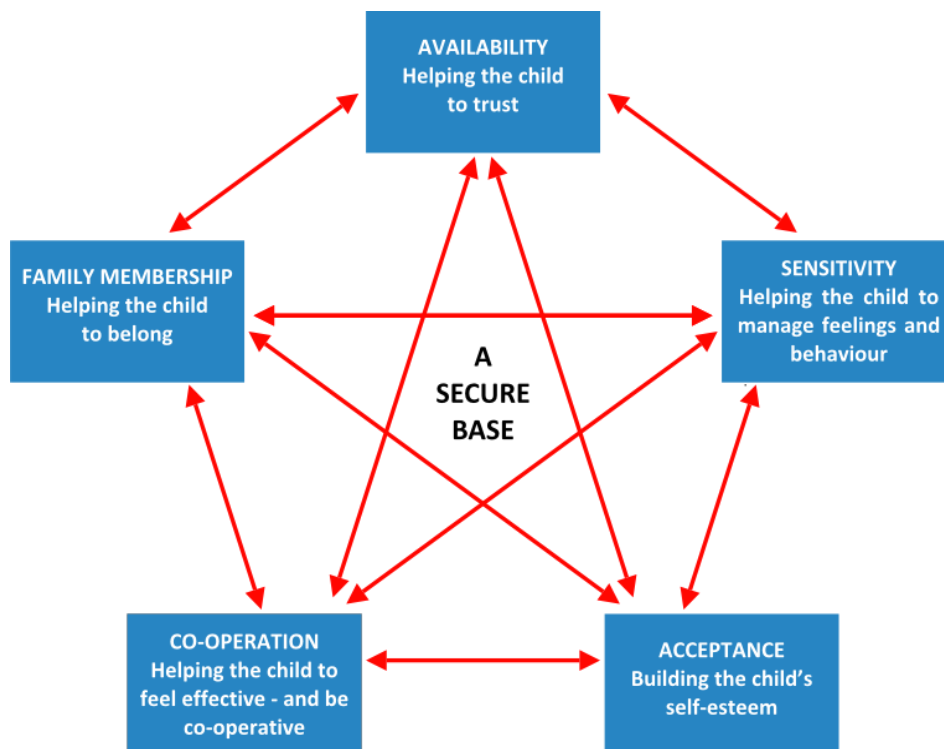 AVAILABILITY
Helping the child
to trust
FAMILY MEMBERSHIP
Helping the child
to belong
SENSITIVITY
Helping the child to
manage feelings and
behaviour
A
SECURE
BASE
CO-OPERATION
Helping the child to
feel effective - and be
co-operative
ACCEPTANCE
Building the child's
self-esteem